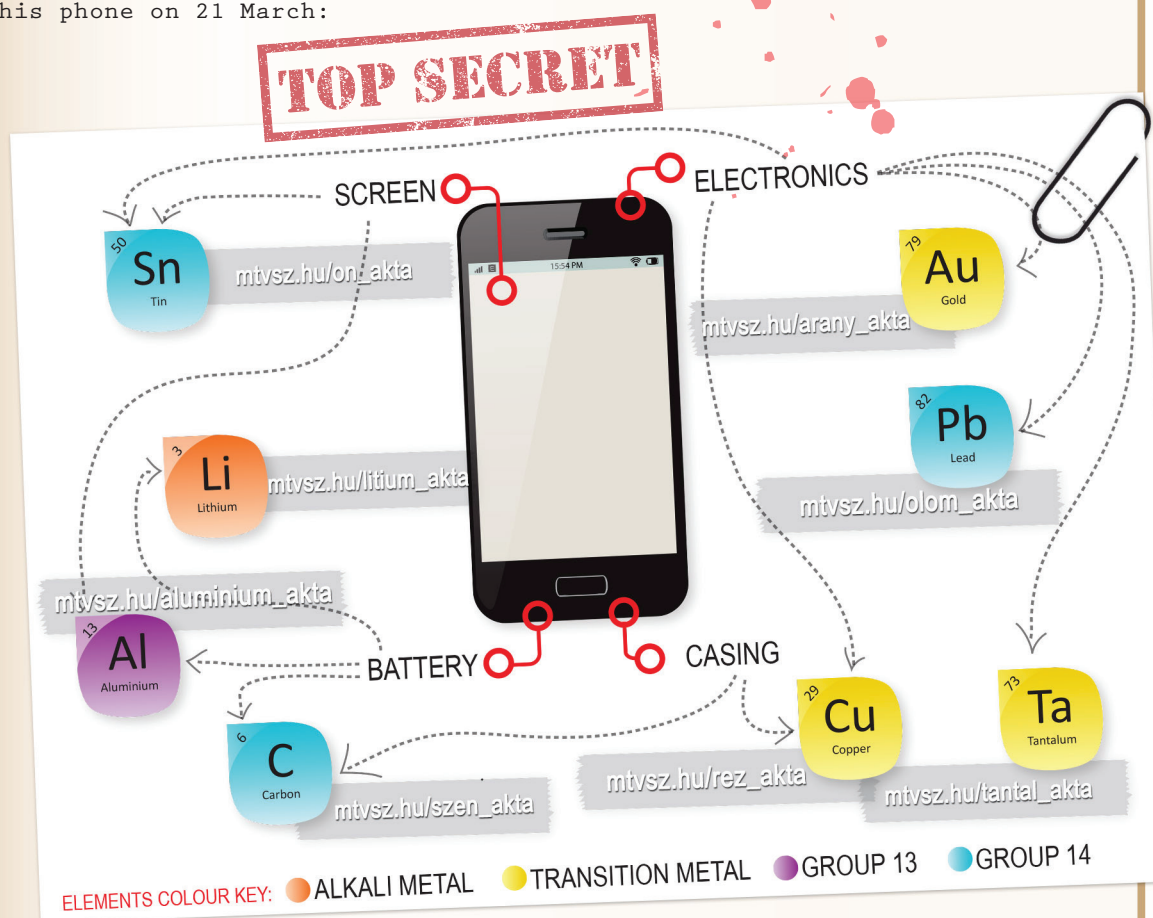 his phone on 21 March:
TOP SECRET
SCREEN
ELECTRONICS
50
Sn
Tin
mtvsz.hu/on_akta
15:54 PM
79
Au
Gold
mtvsz.hu/arany_akta
82
Pb
Lead
mtvsz.hu/olom_akta
3
Li
Lithium
mtvsz.hu/litium_akta
mtvsz.hu/aluminium_akta
13
Al
Aluminium
BATTERY
CASING
6
C
Carbon
mtvsz.hu/szen_akta
29
Cu
Copper
mtvsz.hu/rez_akta
73
Ta
Tantalum
mtvsz.hu/tantal_akta
ELEMENTS COLOUR KEY: ALKALI METAL TRANSITION METAL GROUP 13 GROUP 14